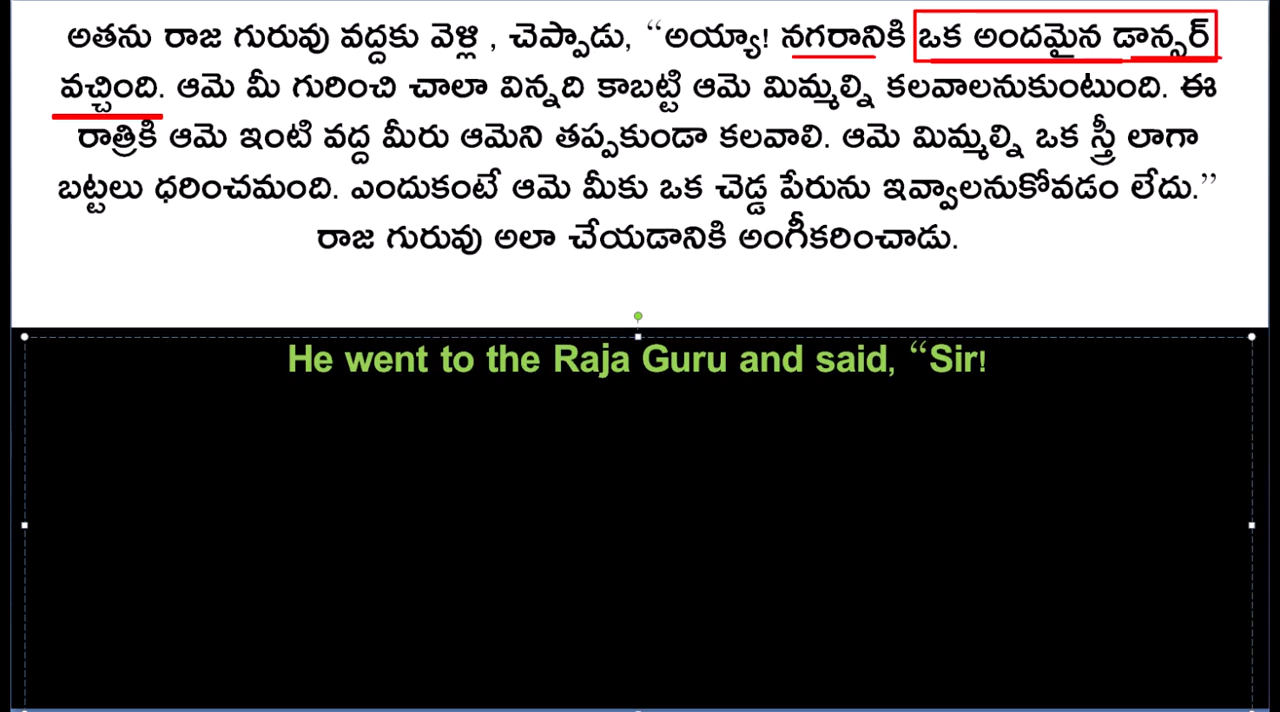 అతను రాజ గురువు వద్దకు వెళ్లి , చెప్పాడు, “అయ్యా! నగరానికి ఒక అందమైన డాన్సర్
వచ్చింది. ఆమె మీ గురించి చాలా విన్నది కాబట్టి ఆమె మిమ్మల్ని కలవాలనుకుంటుంది. ఈ
రాత్రికి ఆమె ఇంటి వద్ద మీరు ఆమెని తప్పకుండా కలవాలి. ఆమె మిమ్మల్ని ఒక స్త్రీ లాగా
బట్టలు ధరించమంది. ఎందుకంటే ఆమె మీకు ఒక చెడ్డ పేరును ఇవ్వాలనుకోవడం లేదు.”
రాజ గురువు అలా చేయడానికి అంగీకరించాడు.
He went to the Raja Guru and said, “Sir!